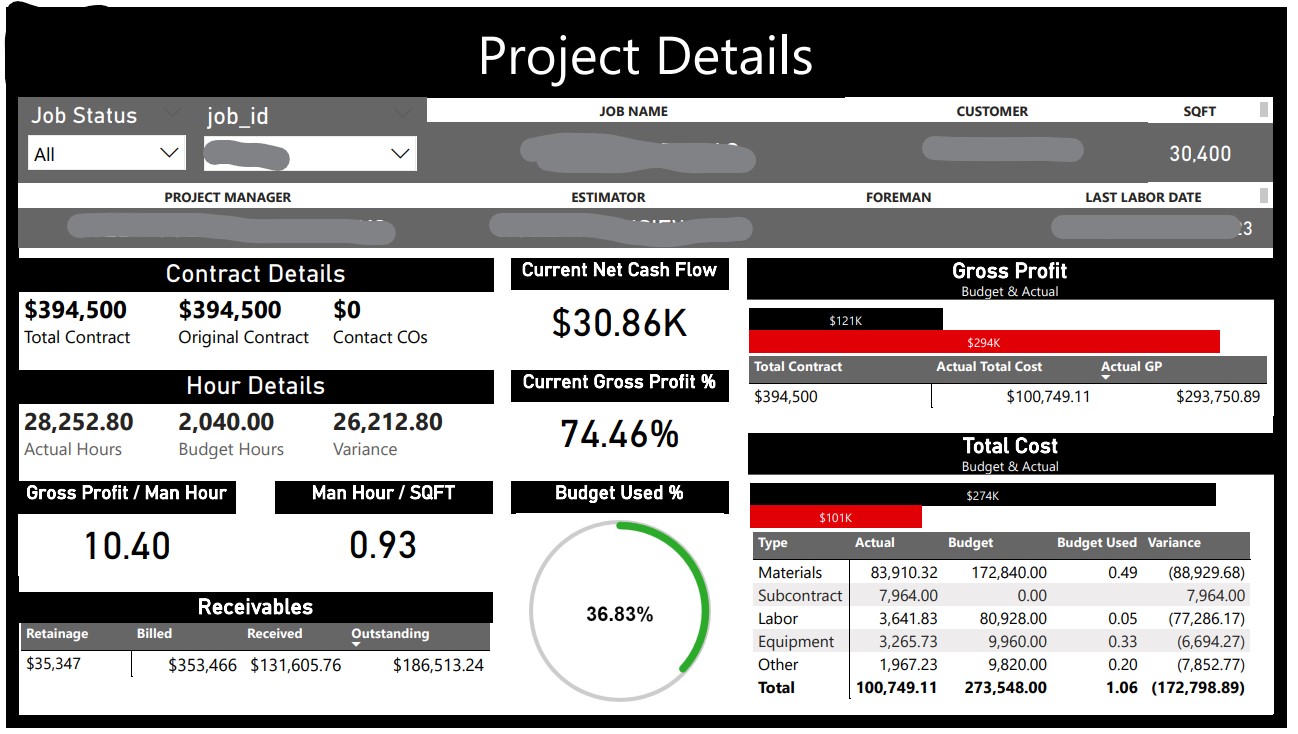 Project Details
Job Status
job_id
JOB NAME CUSTOMER SQFT
All
30,400
PROJECT MANAGER ESTIMATOR FOREMAN LAST LABOR DATE
Contract Details
$394,500 $394,500 $0
Total Contract Original Contract Contact COs
Hour Details
28,252.80 2,040.00 26,212.80
Actual Hours Budget Hours Variance
Gross Profit / Man Hour
10.40
Man Hour / SQFT
0.93
Receivables
Retainage Billed Received Outstanding
$35,347 $353,466 $131,605.76 $186,513.24
Current Net Cash Flow
$30.86K
Current Gross Profit %
74.46%
Budget Used %
36.83%
Gross Profit
Budget & Actual
$121K
$294K
Total Contract Actual Total Cost Actual GP
$394,500 $100,749.11 $293,750.89
Total Cost
Budget & Actual
$274K
$101K
Type Actual Budget Budget Used Variance
Materials 83,910.32 172,840.00 0.49 (88,929.68)
Subcontract 7,964.00 0.00 7,964.00
Labor 3,641.83 80,928.00 0.05 (77,286.17)
Equipment 3,265.73 9,960.00 0.33 (6,694.27)
Other 1,967.23 9,820.00 0.20 (7,852.77)
Total 100,749.11 273,548.00 1.06 (172,798.89)